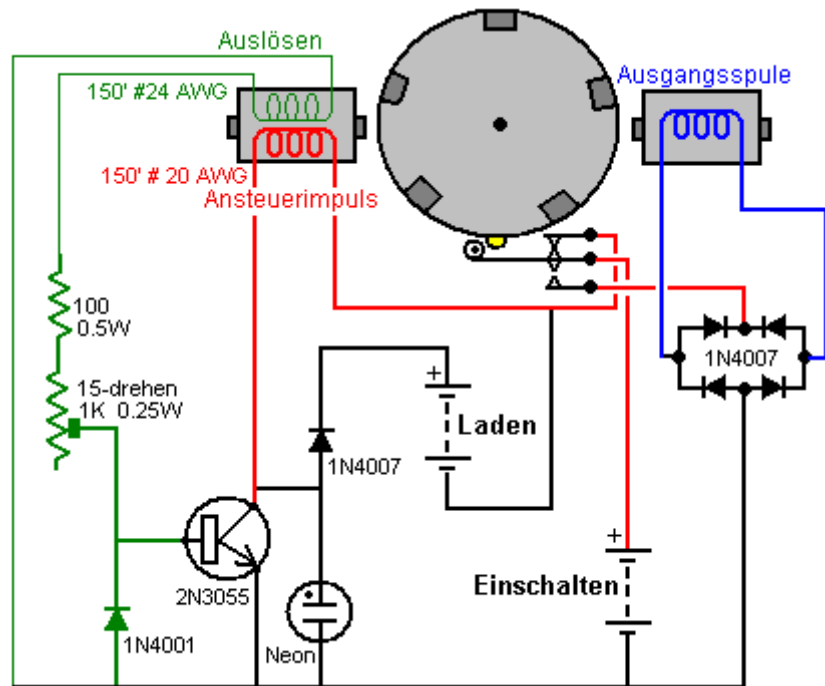 Auslösen
Ausgangsspule
150' #24 AWG
150' # 20 AWG
Ansteuerimpuls
100
0.5W
1N4007
15-drehen
1K 0.25W
+
Laden
1N4007
+
Einschalten
2N3055
1N4001
Neon